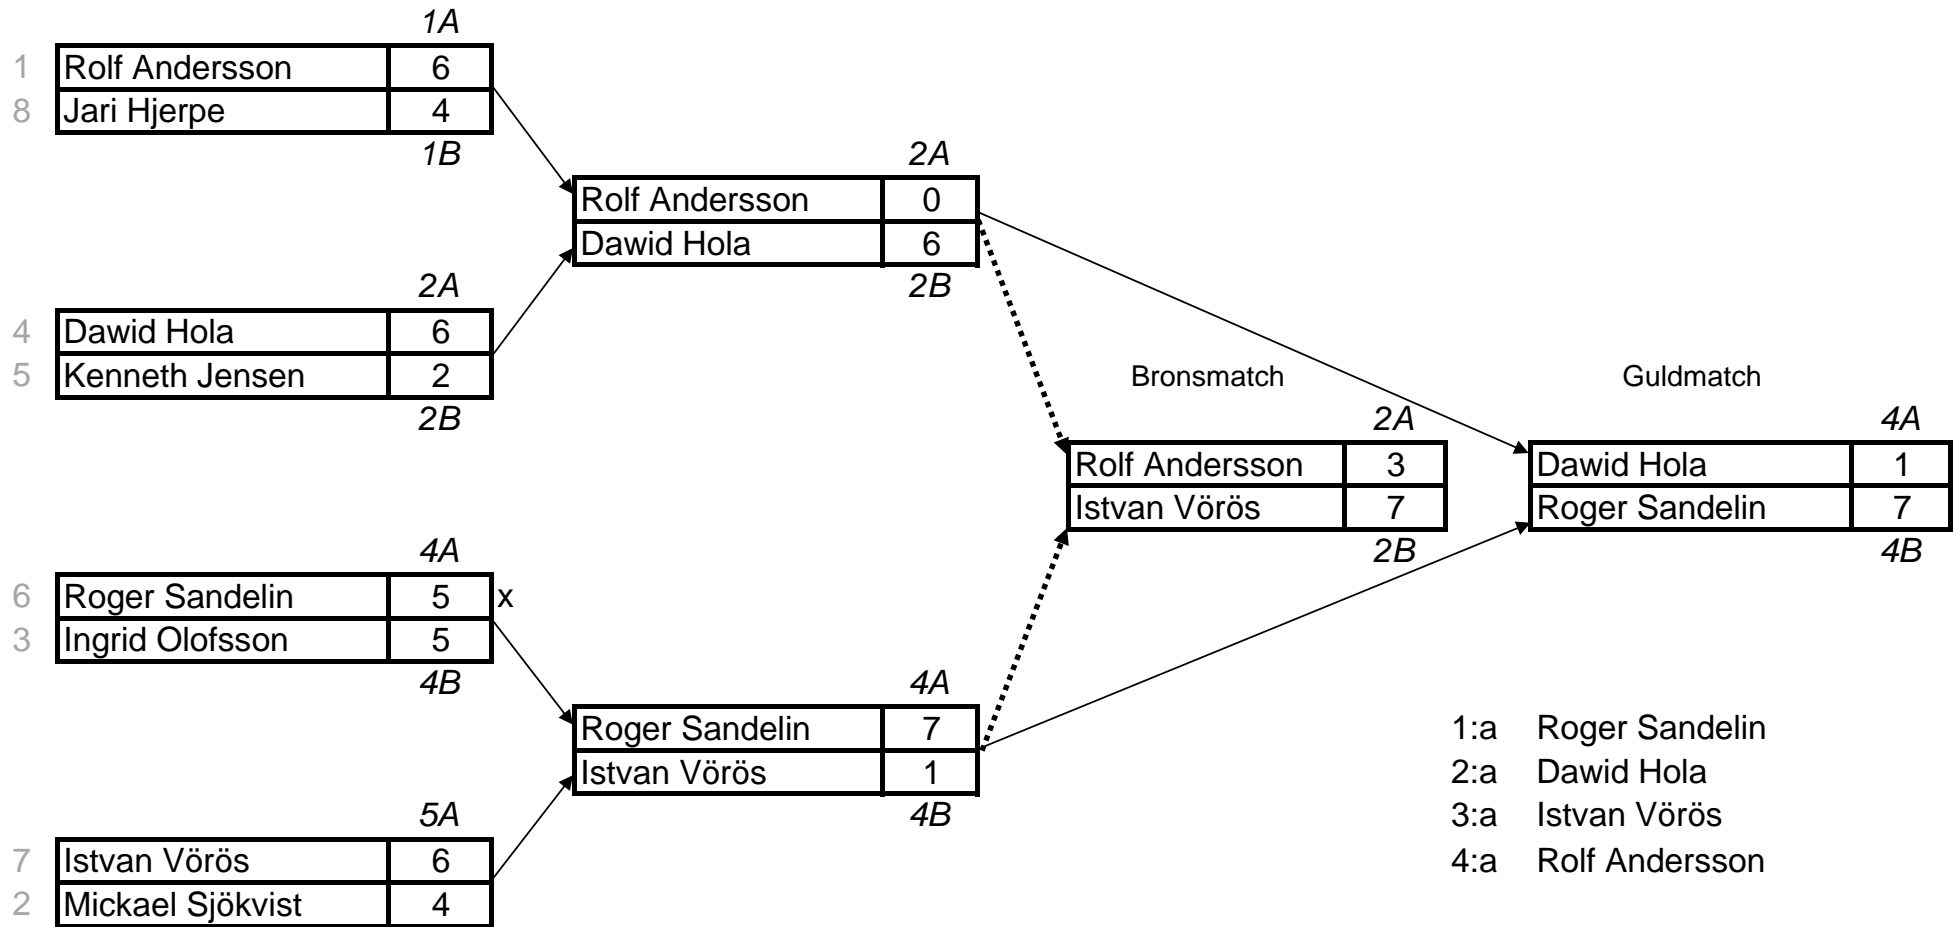 1A
1 Rolf Andersson 6
8 Jari Hjerpe 4
1B
2A
Rolf Andersson 0
Dawid Hola 6
2B
2A
4 Dawid Hola 6
5 Kenneth Jensen 2
2B
Bronsmatch
2A
Rolf Andersson 3
Istvan Vörös 7
2B
Guldmatch
4A
Dawid Hola 1
Roger Sandelin 7
4B
4A
6 Roger Sandelin 5 x
3 Ingrid Olofsson 5
4B
4A
Roger Sandelin 7
Istvan Vörös 1
4B
5A
7 Istvan Vörös 6
2 Mickael Sjökvist 4
1:a Roger Sandelin
2:a Dawid Hola
3:a Istvan Vörös
4:a Rolf Andersson